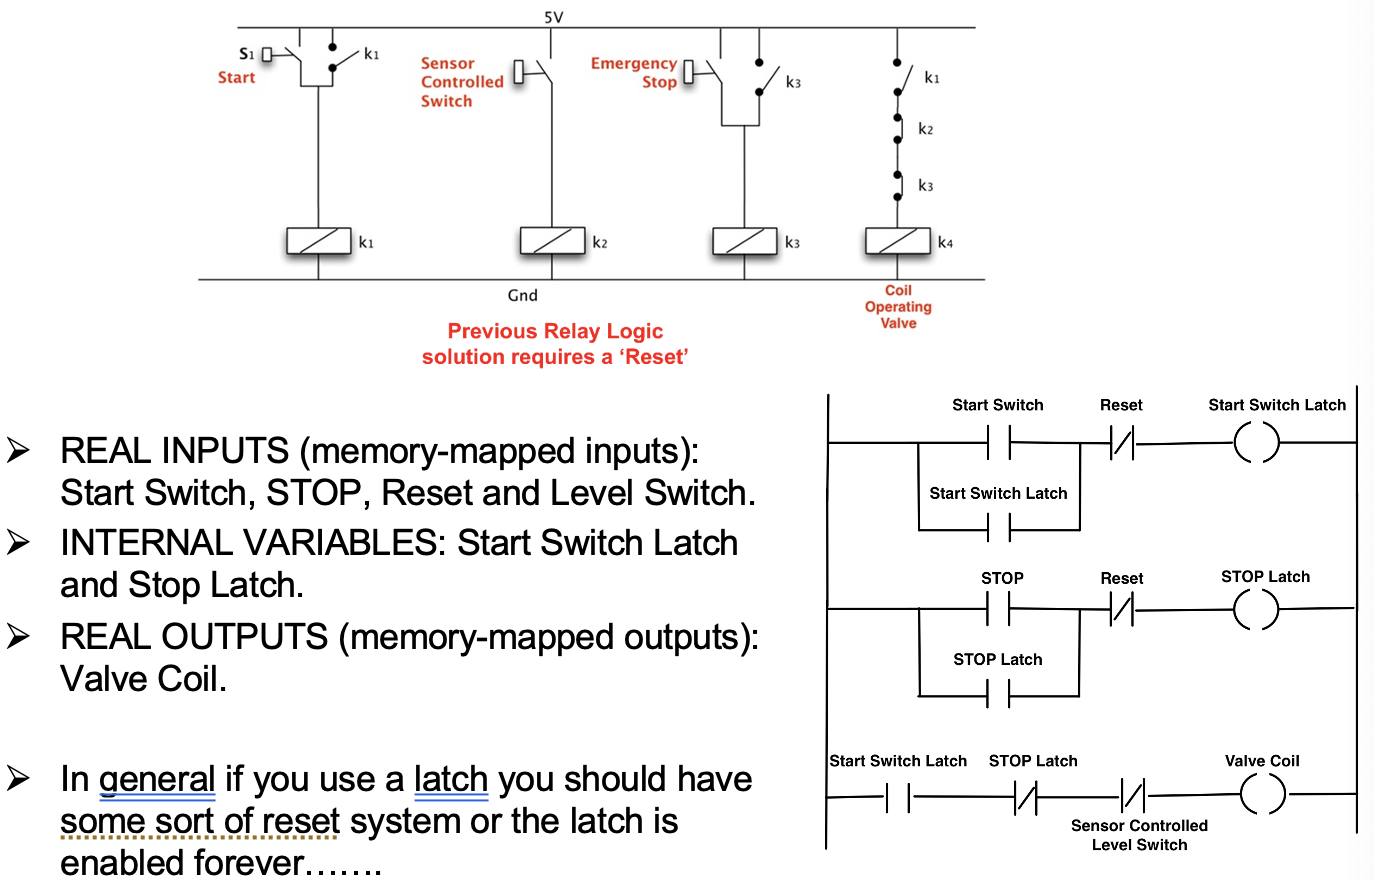 5V
S1
Start
k1
Sensor
Controlled
Switch
Emergency
Stop
k3
k1
k2
k3
k1
k2
k3
k4
Gnd
Coil
Operating
Valve
Previous Relay Logic
solution requires a ‘Reset’
➢ REAL INPUTS (memory-mapped inputs):
Start Switch, STOP, Reset and Level Switch.
➢ INTERNAL VARIABLES: Start Switch Latch
and Stop Latch.
➢ REAL OUTPUTS (memory-mapped outputs):
Valve Coil.
➢ In general if you use a latch you should have
some sort of reset system or the latch is
enabled forever…….
Start Switch
Reset
Start Switch Latch
Start Switch Latch
STOP
Reset
STOP Latch
STOP Latch
Start Switch Latch
STOP Latch
Valve Coil
Sensor Controlled
Level Switch